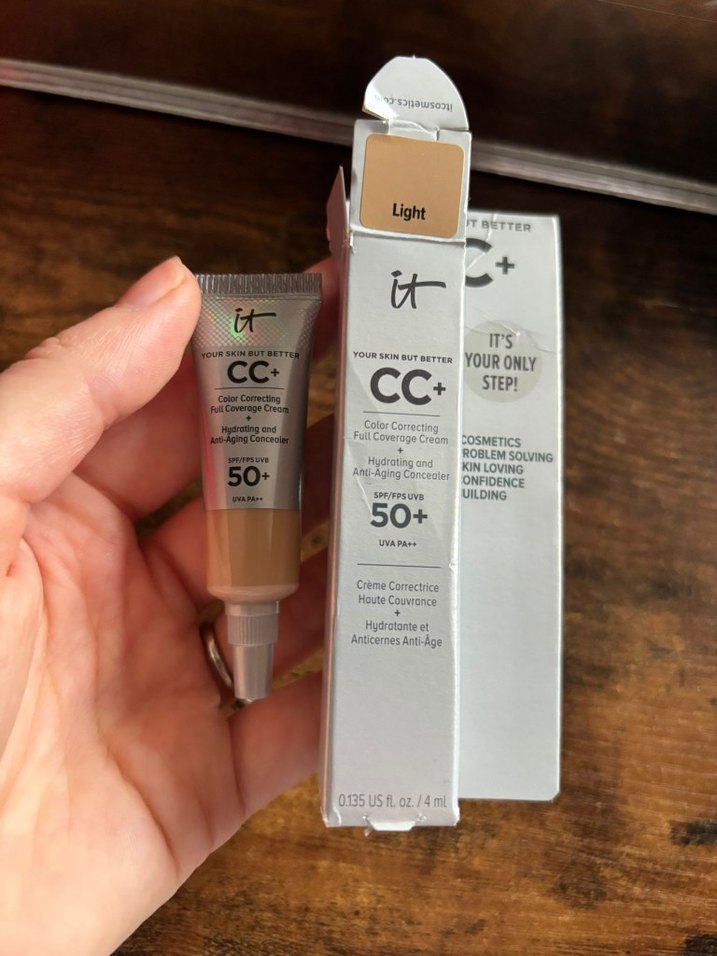 itcosmetics.com
Light
it
YOUR SKIN BUT BETTER
CC+
Color Correcting
Full Coverage Cream
+
Hydrating and
Anti-Aging Concealer
SPF/FPS UVB
50+
UVA PA++
it
YOUR SKIN BUT BETTER
CC+
Color Correcting
Full Coverage Cream
+
Hydrating and
Anti-Aging Concealer
SPF/FPS UVB
50+
UVA PA++
Crème Correctrice
Haute Couvrance
+
Hydratante et
Anticernes Anti-Âge
0.135 US fl. oz. / 4 ml
UT BETTER
C+
IT'S
YOUR ONLY
STEP!
COSMETICS
ROBLEM SOLVING
KIN LOVING
ONFIDENCE
UILDING